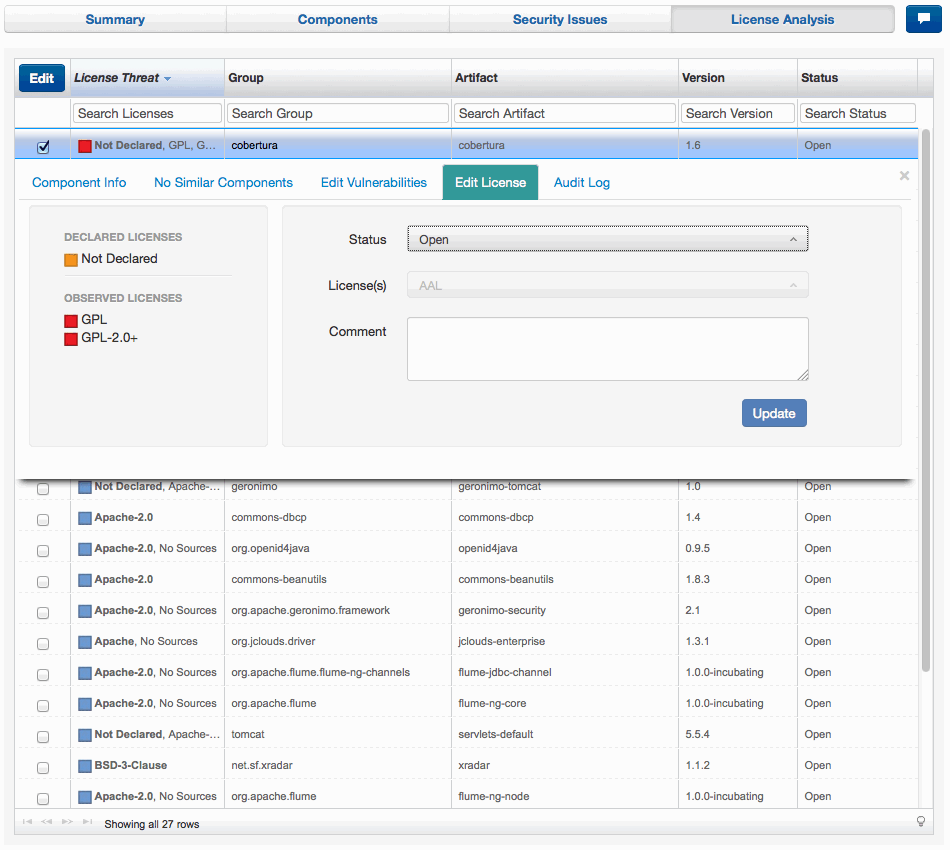 Summary Components Security Issues License Analysis
Edit License Threat Group Artifact Version Status
Search Licenses Search Group Search Artifact Search Version Search Status
Not Declared, GPL, G... cobertura cobertura 1.6 Open
Component Info No Similar Components Edit Vulnerabilities Edit License Audit Log
DECLARED LICENSES
Not Declared
OBSERVED LICENSES
GPL
GPL-2.0+
Status Open
License(s) AAL
Comment
Update
Not Declared, Apache-... geronimo geronimo-tomcat 1.0 Open
Apache-2.0 commons-dbcp commons-dbcp 1.4 Open
Apache-2.0, No Sources org.openid4java openid4java 0.9.5 Open
Apache-2.0 commons-beanutils commons-beanutils 1.8.3 Open
Apache-2.0, No Sources org.apache.geronimo.framework geronimo-security 2.1 Open
Apache, No Sources org.jclouds.driver jclouds-enterprise 1.3.1 Open
Apache-2.0, No Sources org.apache.flume.flume-ng-channels flume-jdbc-channel 1.0.0-incubating Open
Apache-2.0, No Sources org.apache.flume flume-ng-core 1.0.0-incubating Open
Not Declared, Apache-... tomcat servlets-default 5.5.4 Open
BSD-3-Clause net.sf.xradar xradar 1.1.2 Open
Apache-2.0, No Sources org.apache.flume flume-ng-node 1.0.0-incubating Open
Showing all 27 rows